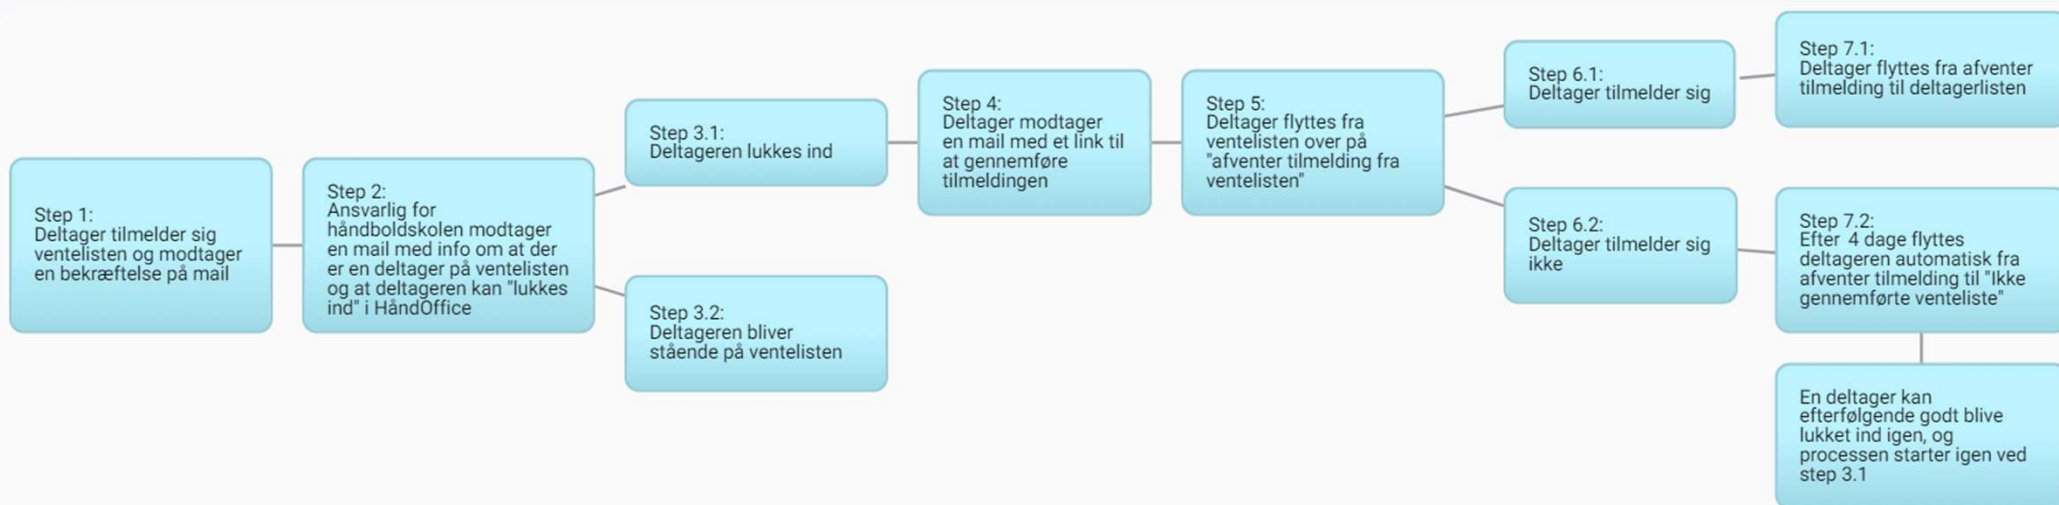 Step 1:
Deltager tilmelder sig
ventelisten og modtager
en bekræftelse på mail
Step 2:
Ansvarlig for
håndboldskolen modtager
en mail med info om at der
er en deltager på ventelisten
og at deltageren kan "lukkes
ind" i HåndOffice
Step 3.1:
Deltageren lukkes ind
Step 3.2:
Deltageren bliver
stående på ventelisten
Step 4:
Deltager modtager
en mail med et link til
at gennemføre
tilmeldingen
Step 5:
Deltager flyttes fra
ventelisten over på
"afventer tilmelding fra
ventelisten"
Step 6.1:
Deltager tilmelder sig
Step 6.2:
Deltager tilmelder sig
ikke
Step 7.1:
Deltager flyttes fra afventer
tilmelding til deltagerlisten
Step 7.2:
Efter 4 dage flyttes
deltageren automatisk fra
afventer tilmelding til "Ikke
gennemførte venteliste"
En deltager kan
efterfølgende godt blive
lukket ind igen, og
processen starter igen ved
step 3.1